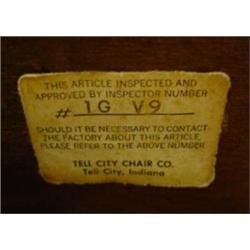 THIS ARTICLE INSPECTED AND
APPROVED BY INSPECTOR NUMBER
# 1G V9
SHOULD IT BE NECESSARY TO CONTACT
THE FACTORY ABOUT THIS ARTICLE,
PLEASE REFER TO THE ABOVE NUMBER
TELL CITY CHAIR CO.
Tell City, Indiana